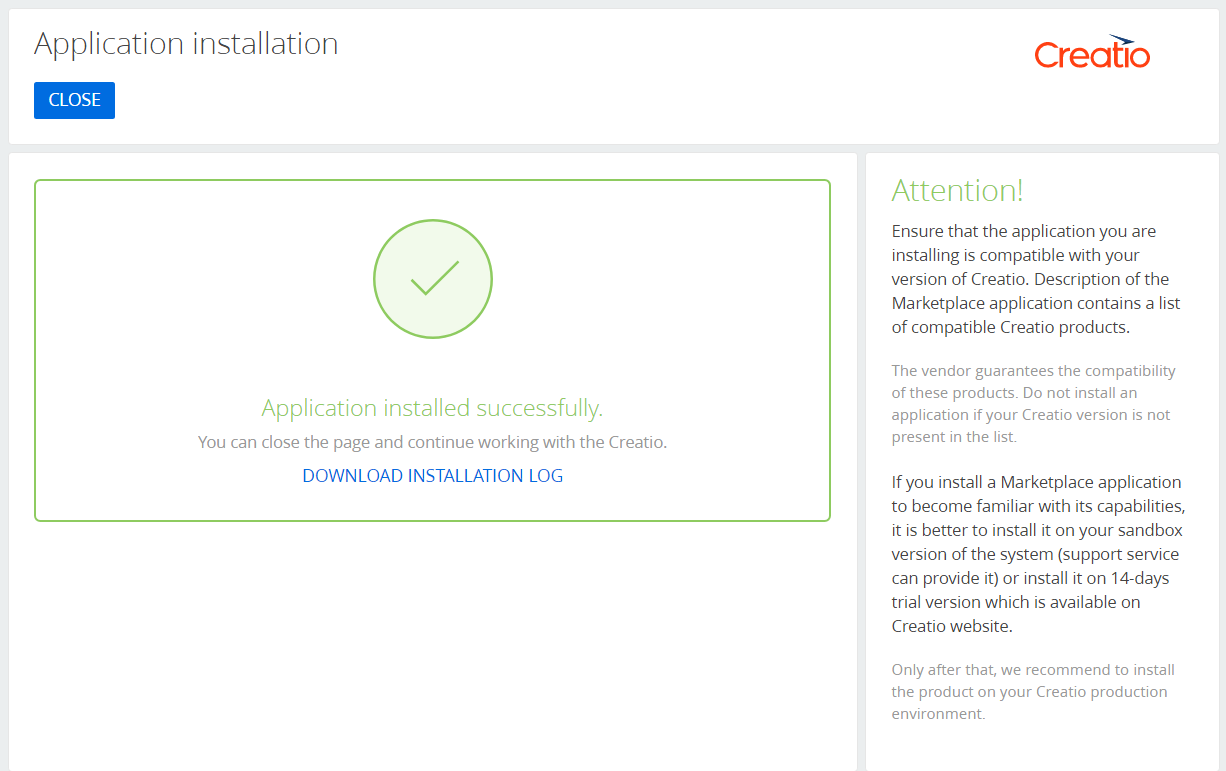 Application installation
Creatio
CLOSE
Application installed successfully.
You can close the page and continue working with the Creatio.
DOWNLOAD INSTALLATION LOG
Attention!
Ensure that the application you are
installing is compatible with your
version of Creatio. Description of the
Marketplace application contains a list
of compatible Creatio products.
The vendor guarantees the compatibility
of these products. Do not install an
application if your Creatio version is not
present in the list.
If you install a Marketplace application
to become familiar with its capabilities,
it is better to install it on your sandbox
version of the system (support service
can provide it) or install it on 14-days
trial version which is available on
Creatio website.
Only after that, we recommend to install
the product on your Creatio production
environment.